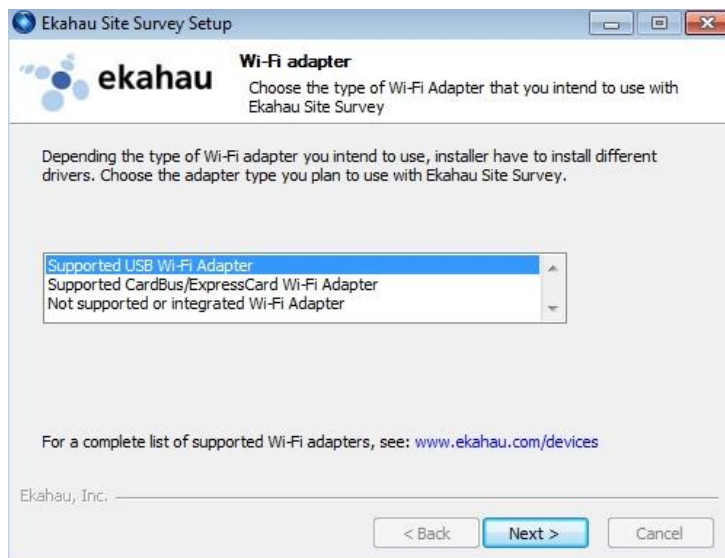 Ekahau Site Survey Setup
ekahau
Wi-Fi adapter
Choose the type of Wi-Fi Adapter that you intend to use with
Ekahau Site Survey
Depending the type of Wi-Fi adapter you intend to use, installer have to install different
drivers. Choose the adapter type you plan to use with Ekahau Site Survey.
Supported USB Wi-Fi Adapter
Supported CardBus/ExpressCard Wi-Fi Adapter
Not supported or integrated Wi-Fi Adapter
For a complete list of supported Wi-Fi adapters, see: www.ekahau.com/devices
Ekahau, Inc.
< Back
Next >
Cancel